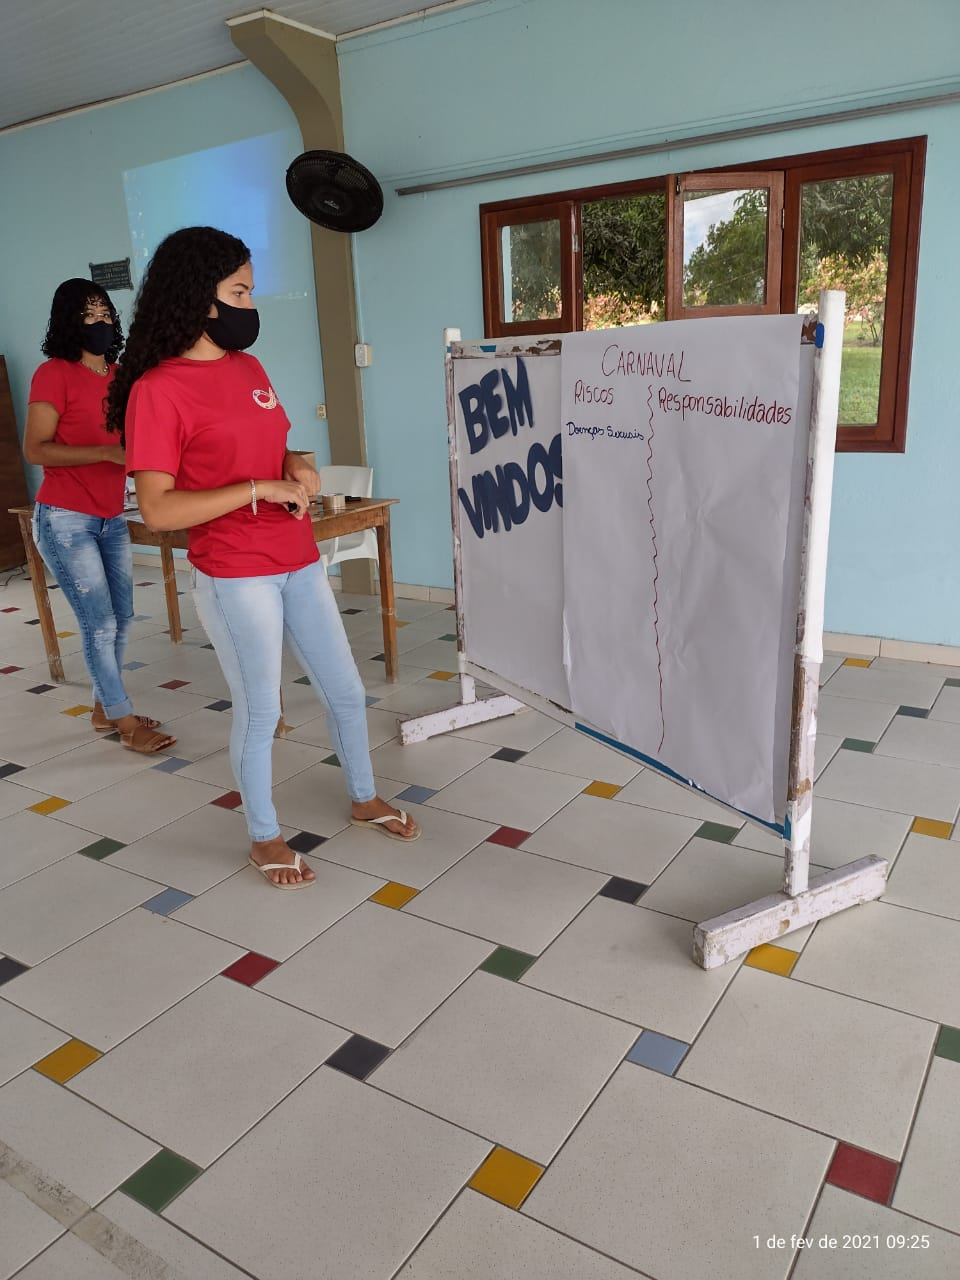 BEM
VINDOS
CARNAVAL
Riscos
Responsabilidades
Doenças Sexuais
1 de fev de 2021 09:25